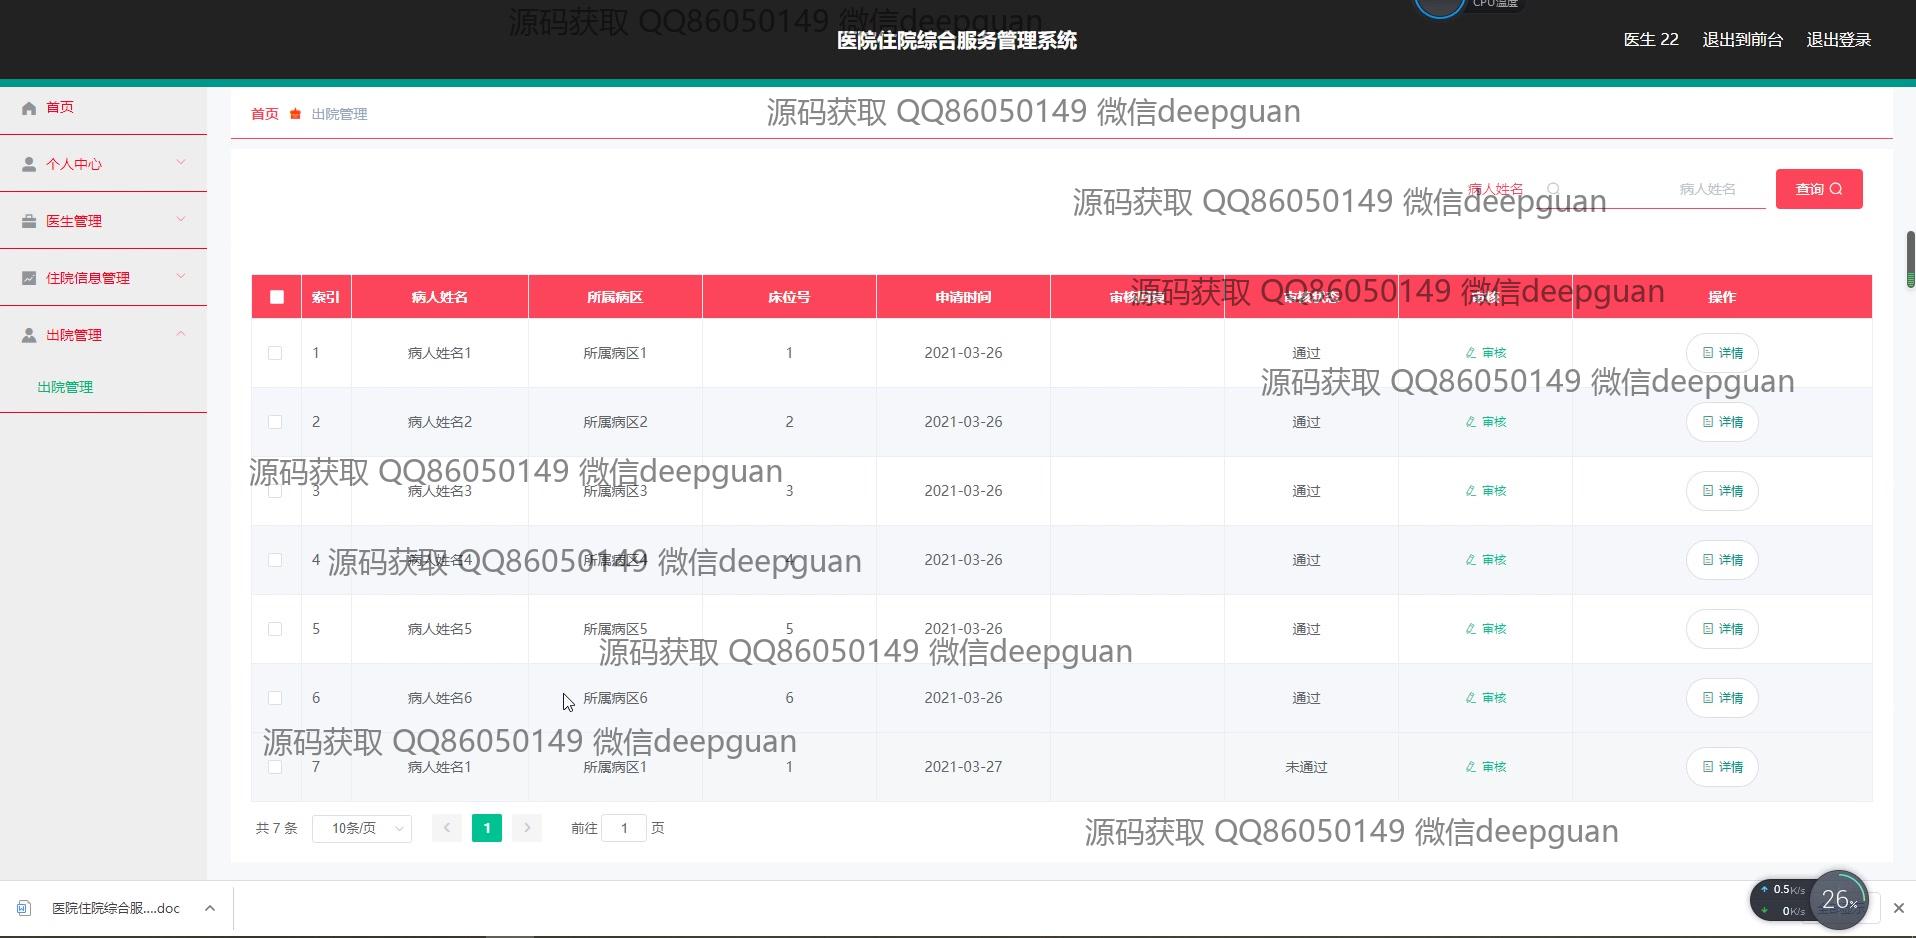 源码获取 QQ86050149 微信deepguan
CPU温度
医院住院综合服务管理系统
医生 22 退出到前台 退出登录
首页
个人中心
医生管理
住院信息管理
出院管理
出院管理
首页 出院管理
源码获取 QQ86050149 微信deepguan
病人姓名 病人姓名 查询
源码获取 QQ86050149 微信deepguan
索引 病人姓名 所属病区 床位号 申请时间 审核回复 审核状态 审核 操作
源码获取 QQ86050149 微信deepguan
1 病人姓名1 所属病区1 1 2021-03-26 通过 审核 详情
源码获取 QQ86050149 微信deepguan
2 病人姓名2 所属病区2 2 2021-03-26 通过 审核 详情
源码获取 QQ86050149 微信deepguan
3 病人姓名3 所属病区3 3 2021-03-26 通过 审核 详情
4 病人姓名4 所属病区4 4 2021-03-26 通过 审核 详情
源码获取 QQ86050149 微信deepguan
5 病人姓名5 所属病区5 5 2021-03-26 通过 审核 详情
源码获取 QQ86050149 微信deepguan
6 病人姓名6 所属病区6 6 2021-03-26 通过 审核 详情
源码获取 QQ86050149 微信deepguan
7 病人姓名1 所属病区1 1 2021-03-27 未通过 审核 详情
共 7 条 10条/页 1 前往 1 页
源码获取 QQ86050149 微信deepguan
医院住院综合服....doc
0.5K/s
0K/s
26%